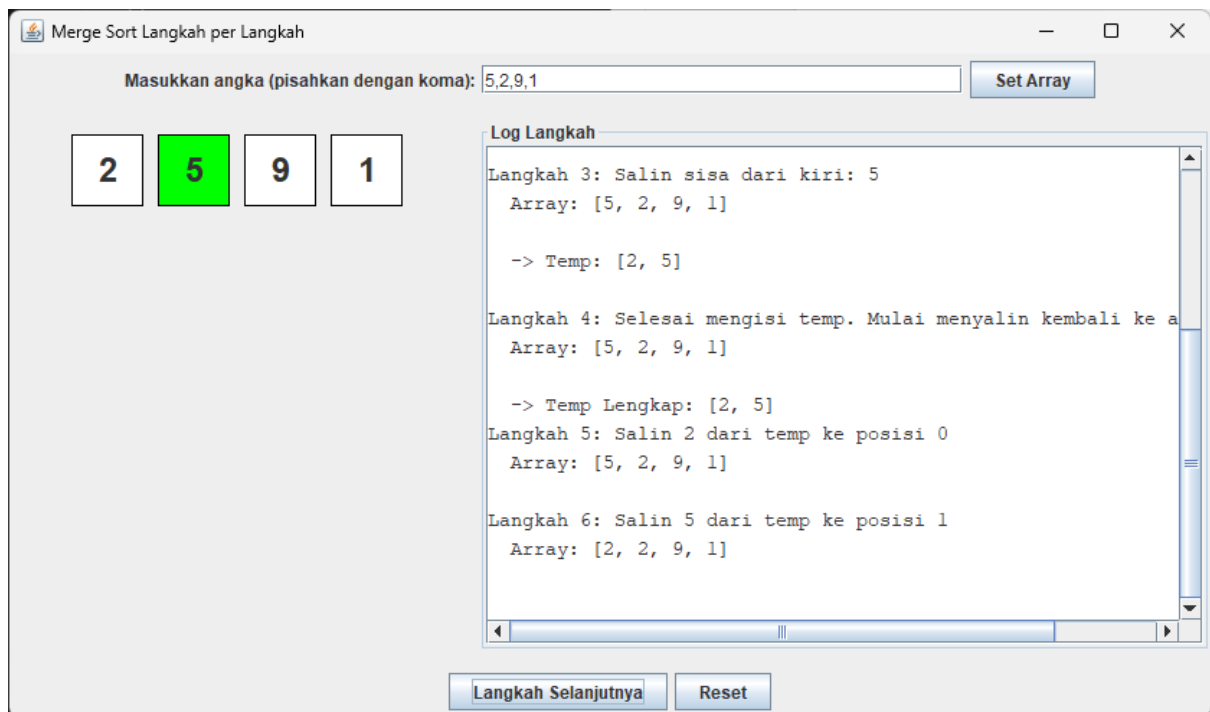 Merge Sort Langkah per Langkah
Masukkan angka (pisahkan dengan koma): 5,2,9,1 Set Array
2 5 9 1
Log Langkah
Langkah 3: Salin sisa dari kiri: 5
Array: [5, 2, 9, 1]
-> Temp: [2, 5]
Langkah 4: Selesai mengisi temp. Mulai menyalin kembali ke a
Array: [5, 2, 9, 1]
-> Temp Lengkap: [2, 5]
Langkah 5: Salin 2 dari temp ke posisi 0
Array: [5, 2, 9, 1]
Langkah 6: Salin 5 dari temp ke posisi 1
Array: [2, 2, 9, 1]
Langkah Selanjutnya Reset